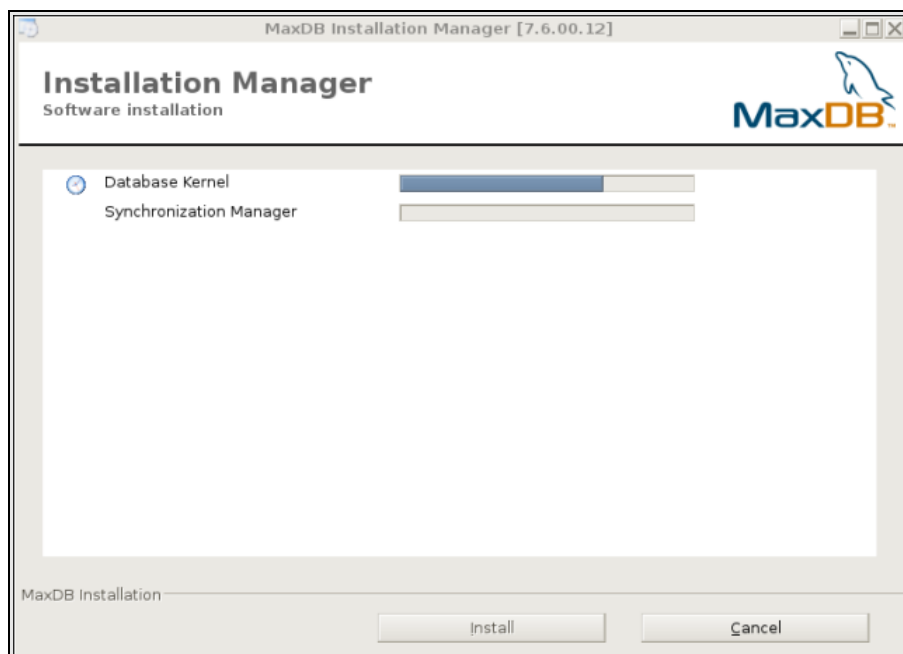 MaxDB Installation Manager [7.6.00.12]
Installation Manager
Software installation
MaxDB™
Database Kernel
Synchronization Manager
MaxDB Installation
Install
Cancel